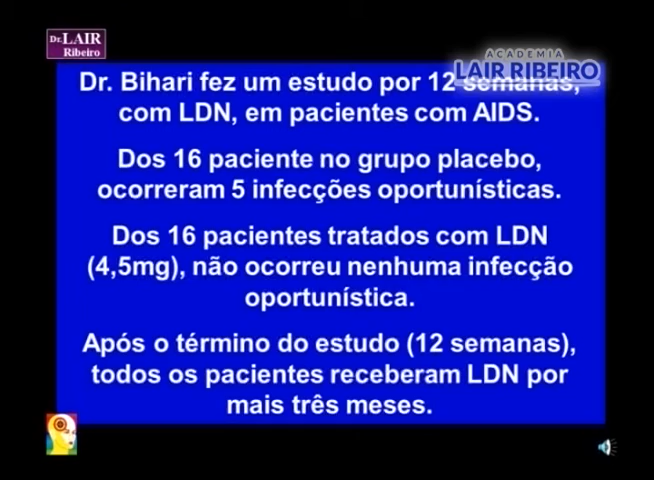 Dr. LAIR
Ribeiro
ACADEMIA
LAIR RIBEIRO
Dr. Bihari fez um estudo por 12 semanas,
com LDN, em pacientes com AIDS.
Dos 16 paciente no grupo placebo,
ocorreram 5 infecções oportunísticas.
Dos 16 pacientes tratados com LDN
(4,5mg), não ocorreu nenhuma infecção
oportunística.
Após o término do estudo (12 semanas),
todos os pacientes receberam LDN por
mais três meses.